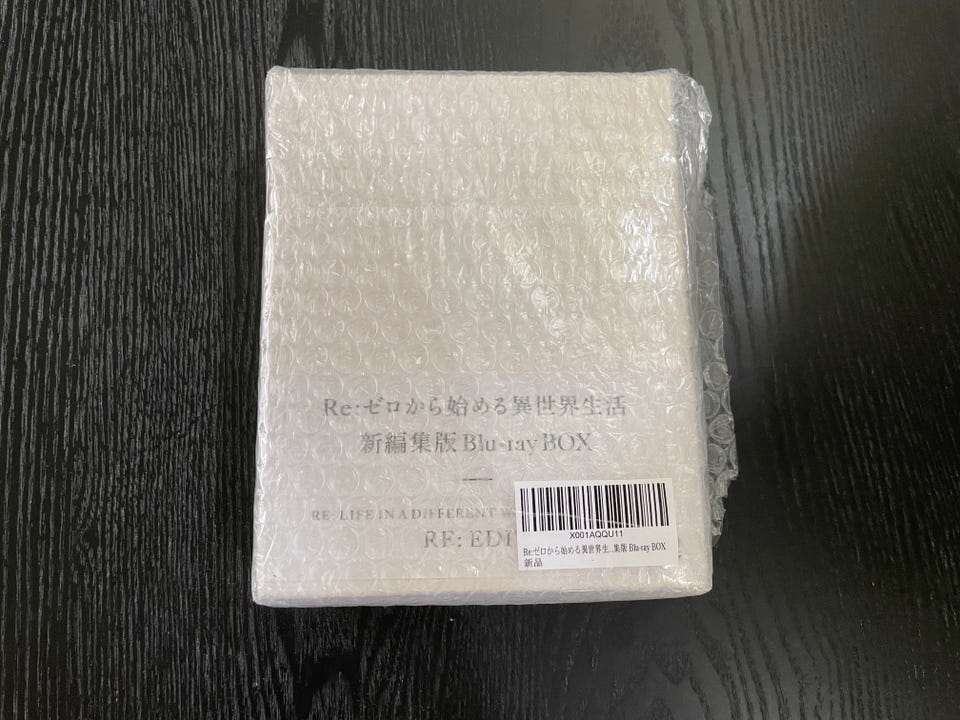 Re:ゼロから始める異世界生活
新編集版 Blu-ray BOX
RE: LIFE IN A DIFFERENT
RE:
X001AQQU11
Re:ゼロから始める異世界生...集版 Blu-ray BOX
新品